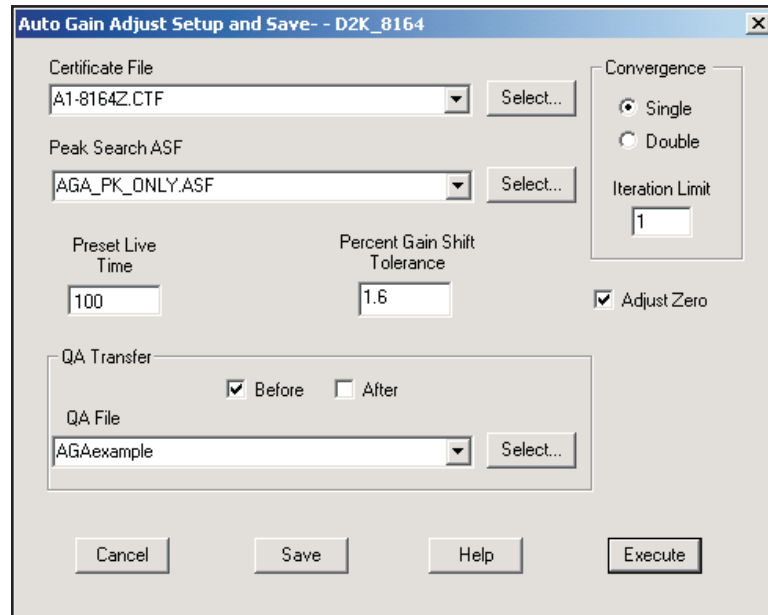 Auto Gain Adjust Setup and Save- - D2K_8164
Certificate File
A1-8164Z.CTF
Select...
Peak Search ASF
AGA_PK_ONLY.ASF
Select...
Convergence
Single
Double
Iteration Limit
1
Preset Live
Time
100
Percent Gain Shift
Tolerance
1.6
Adjust Zero
QA Transfer
Before
After
QA File
AGAexample
Select...
Cancel
Save
Help
Execute